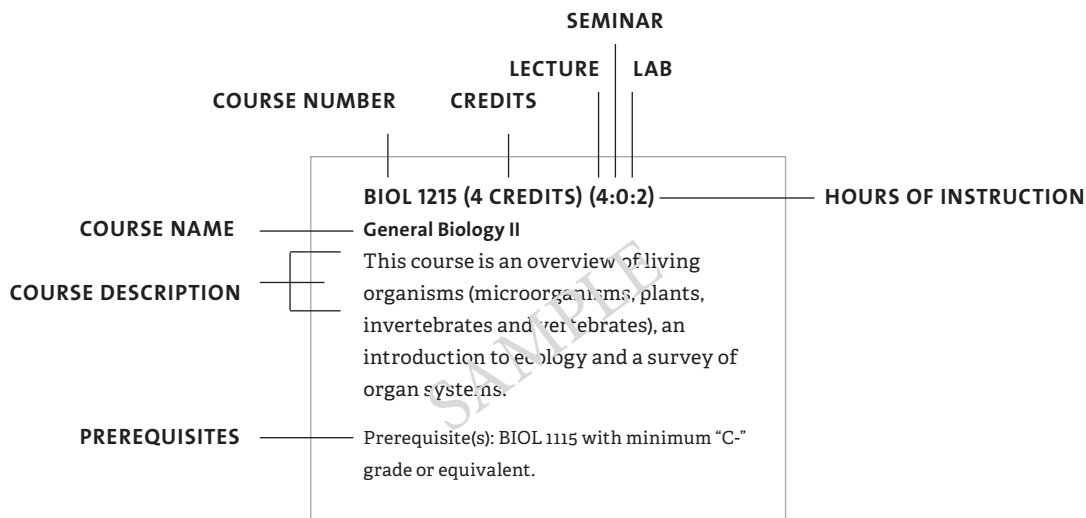 SEMINAR
LECTURE LAB
COURSE NUMBER CREDITS
BIOL 1215 (4 CREDITS) (4:0:2) HOURS OF INSTRUCTION
COURSE NAME General Biology II
This course is an overview of living
COURSE DESCRIPTION organisms (microorganisms, plants,
invertebrates and vertebrates), an
introduction to ecology and a survey of
organ systems.
SAMPLE
PREREQUISITES Prerequisite(s): BIOL 1115 with minimum “C-”
grade or equivalent.